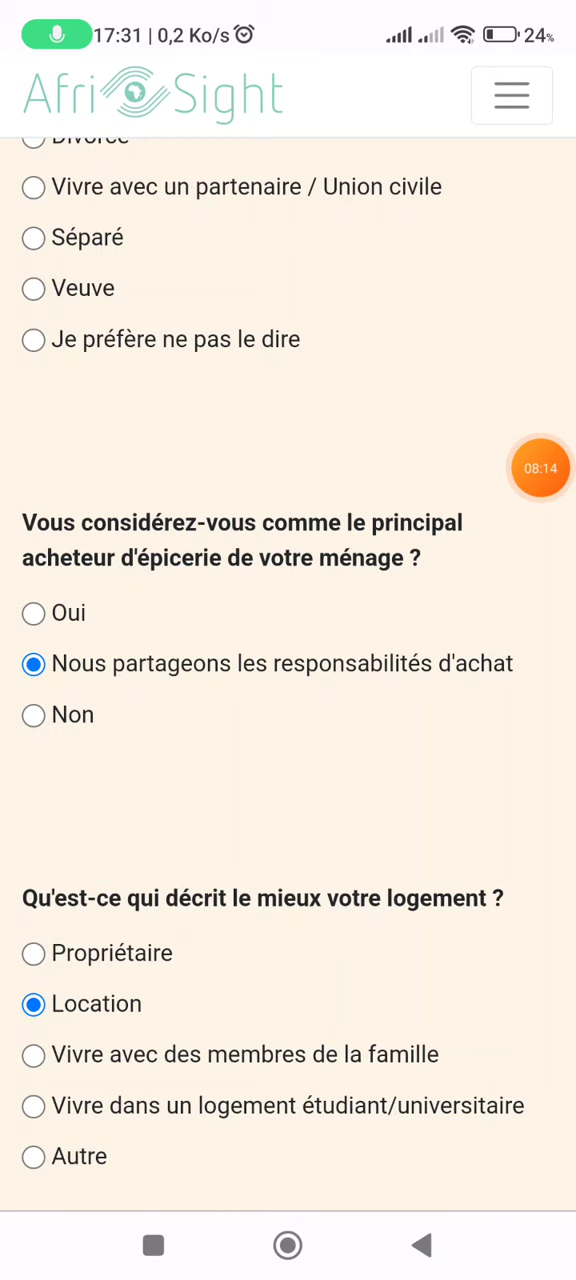 17:31 | 0,2 Ko/s 24%
Afri Sight
Divorcé
Vivre avec un partenaire / Union civile
Séparé
Veuve
Je préfère ne pas le dire
08:14
Vous considérez-vous comme le principal
acheteur d'épicerie de votre ménage ?
Oui
Nous partageons les responsabilités d'achat
Non
Qu'est-ce qui décrit le mieux votre logement ?
Propriétaire
Location
Vivre avec des membres de la famille
Vivre dans un logement étudiant/universitaire
Autre